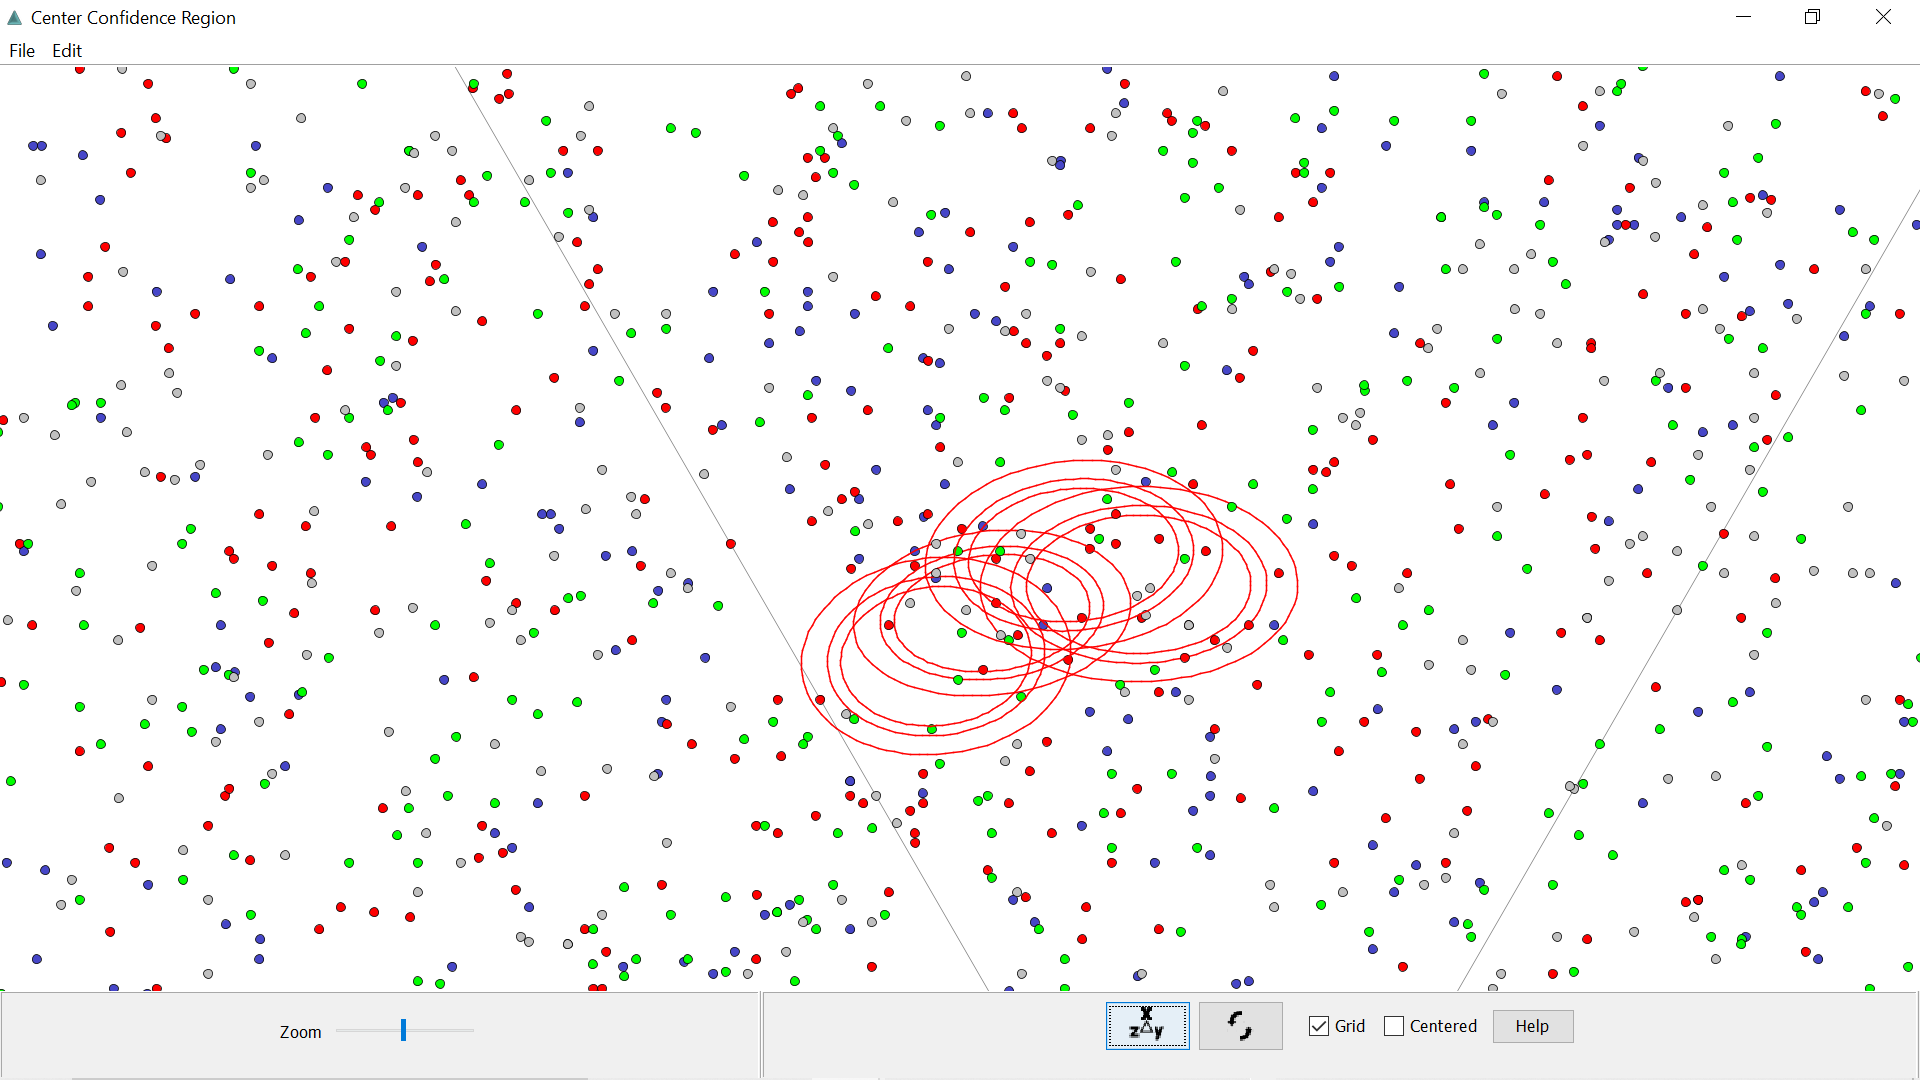 Center Confidence Region
File Edit
Zoom
X
z y
Grid
Centered
Help